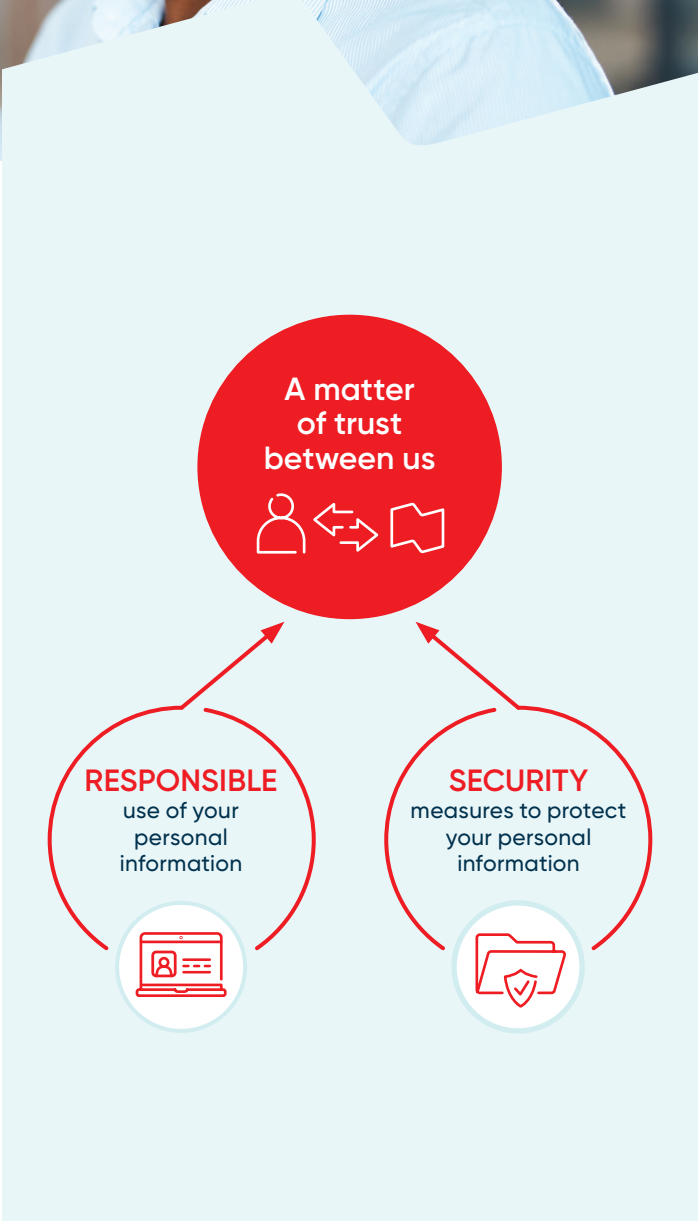 A matter
of trust
between us
RESPONSIBLE
use of your
personal
information
SECURITY
measures to protect
your personal
information